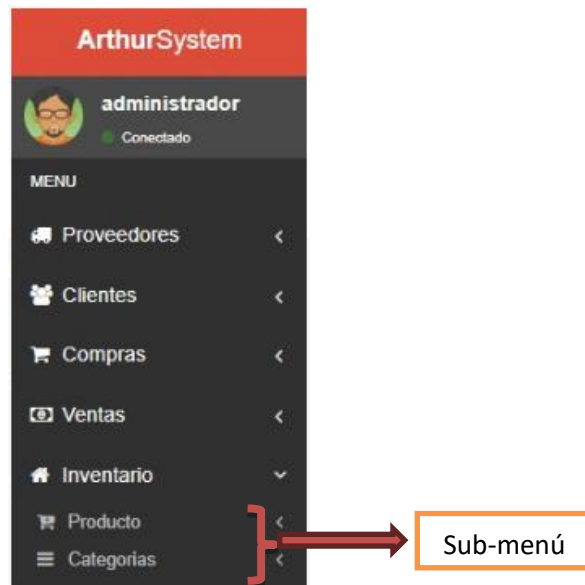 ArthurSystem
administrador
Conectado
MENU
Proveedores
Clientes
Compras
Ventas
Inventario
Producto
Categorias
Sub-menú